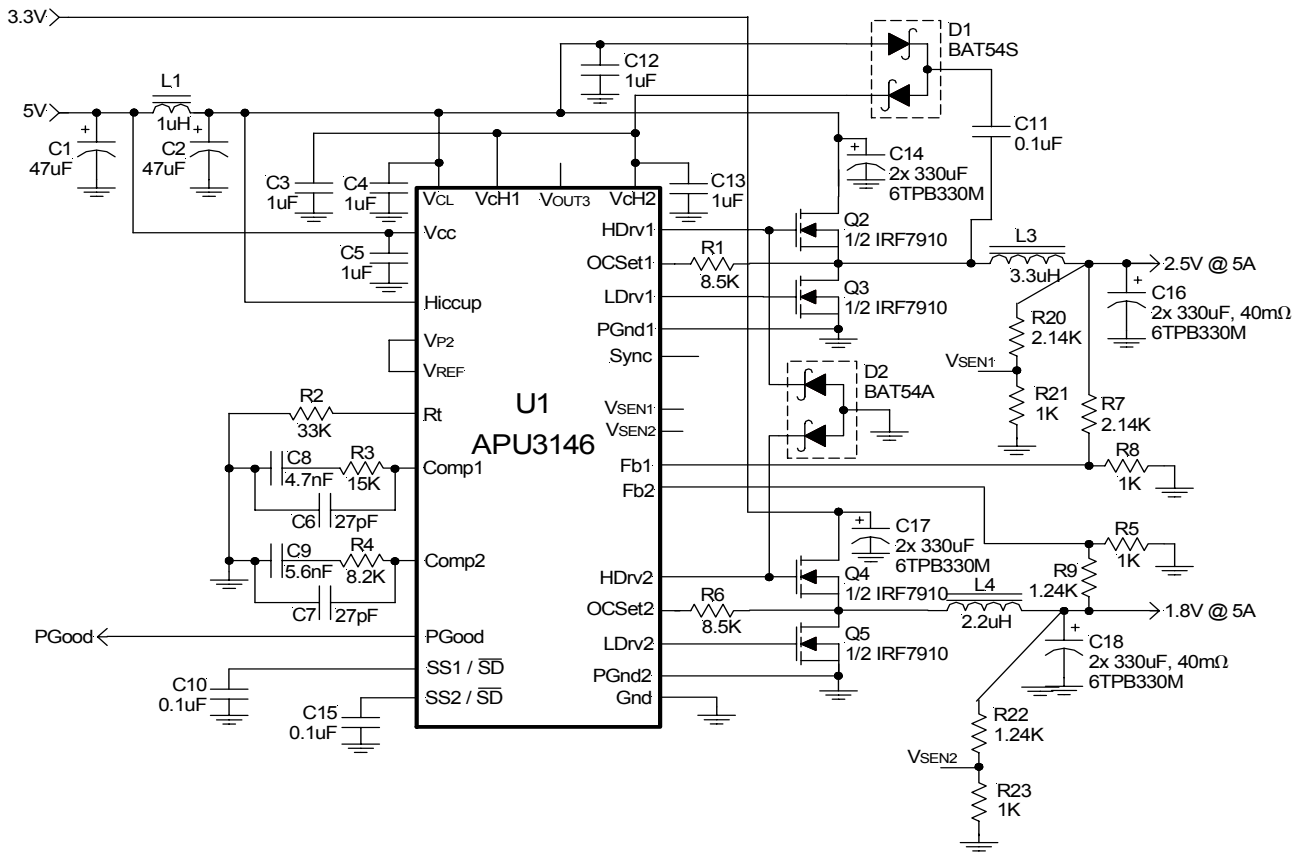 3.3V
D1
BAT54S
C12
1uF
L1
1uH
5V
C1
47uF
+
C2
47uF
+
C11
0.1uF
C3
1uF
C4
1uF
C13
1uF
+
C14
2x 330uF
6TPB330M
VCL
VcH1
VOUT3
VcH2
Vcc
C5
1uF
HDrv1
Q2
1/2 IRF7910
OCSet1
R1
8.5K
L3
3.3uH
2.5V @ 5A
Hiccup
LDrv1
Q3
1/2 IRF7910
+
C16
2x 330uF, 40mΩ
6TPB330M
PGnd1
R20
2.14K
VP2
Sync
VREF
D2
BAT54A
VSEN1
R21
1K
R7
2.14K
R2
33K
Rt
U1
APU3146
VSEN1
VSEN2
C8
4.7nF
R3
15K
Comp1
Fb1
R8
1K
Fb2
C6
27pF
+
C17
2x 330uF
6TPB330M
R5
1K
C9
5.6nF
R4
8.2K
Comp2
HDrv2
Q4
1/2 IRF7910
R9
1.24K
C7
27pF
OCSet2
R6
8.5K
L4
2.2uH
1.8V @ 5A
PGood
PGood
LDrv2
Q5
1/2 IRF7910
+
C18
2x 330uF, 40mΩ
6TPB330M
SS1 / SD
PGnd2
C10
0.1uF
SS2 / SD
Gnd
C15
0.1uF
R22
1.24K
VSEN2
R23
1K